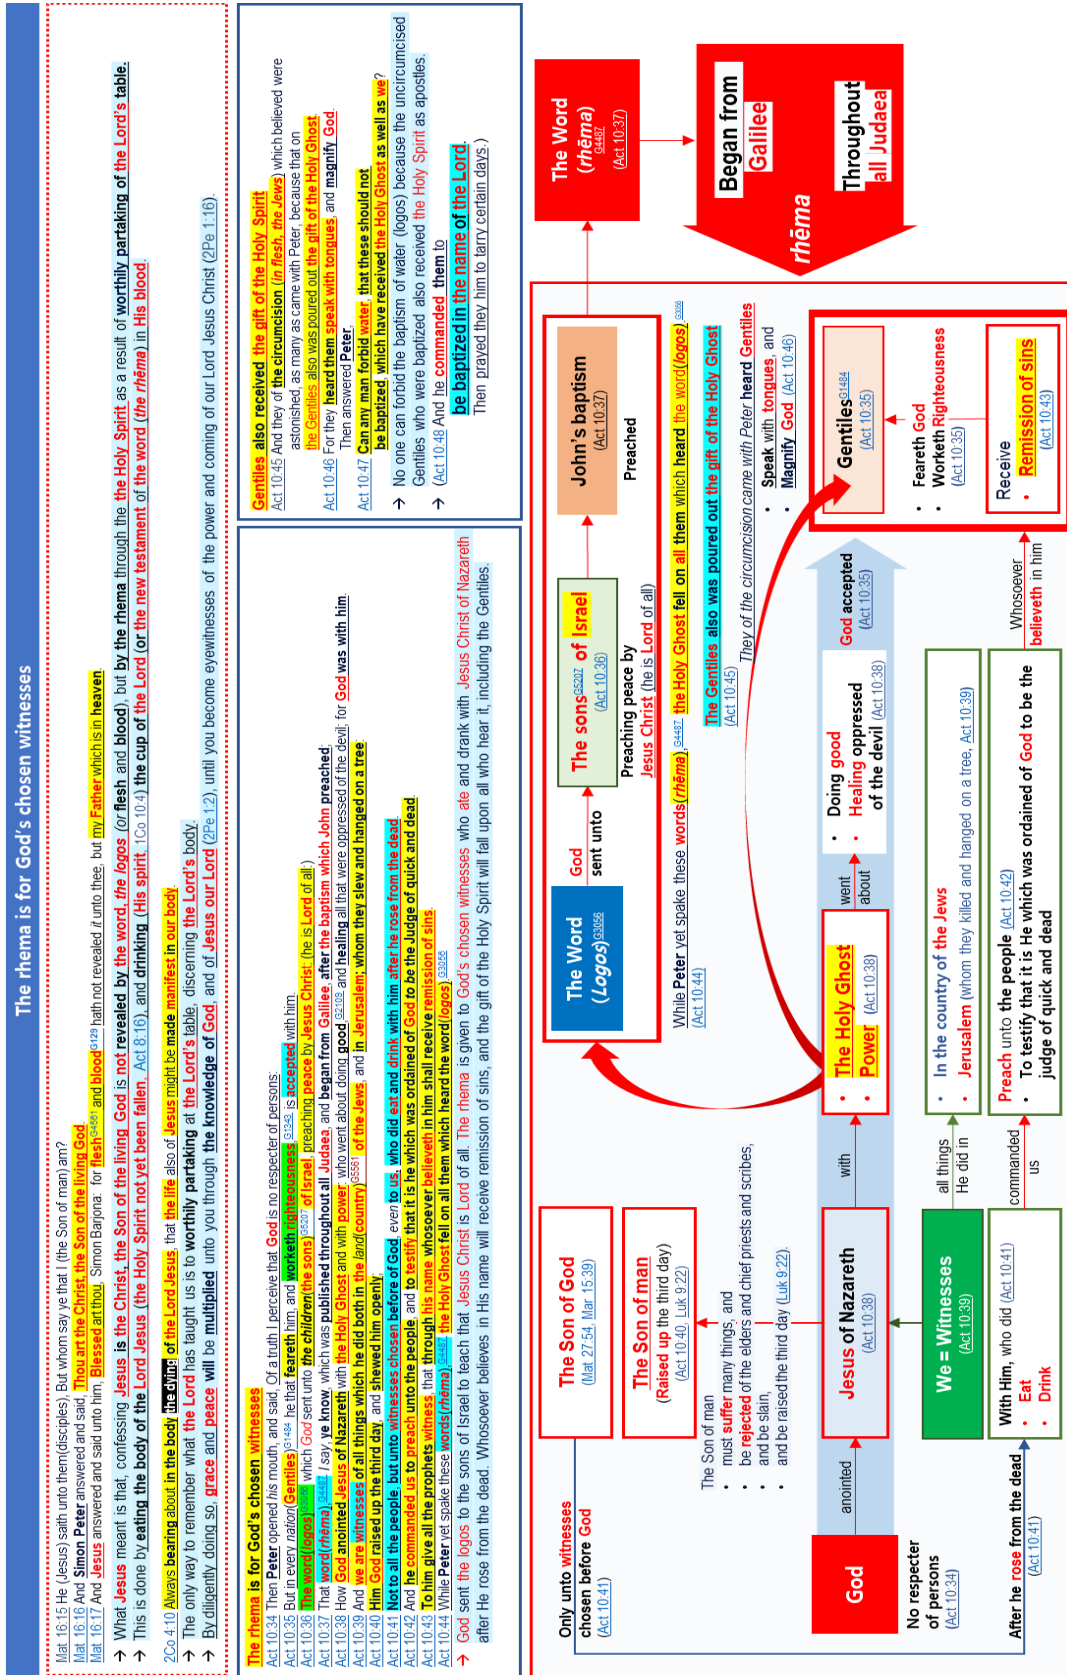 The rhema is for God's chosen witnesses
Mat 16:15 He (Jesus) saith unto them(disciples), But whom say ye that I (the Son of man) am?
Mat 16:16 And Simon Peter answered and said, Thou art the Christ, the Son of the living God.
Mat 16:17 And Jesus answered and said unto him, Blessed art thou, Simon Barjona: for fleshG4561 and bloodG129 hath not revealed it unto thee, but my Father which is in heaven.
→ What Jesus meant is that, confessing Jesus is the Christ, the Son of the living God is not revealed by the word, the logos (or flesh and blood), but by the rhema through the Holy Spirit as a result of worthily partaking of the Lord's table.
→ This is done by eating the body of the Lord Jesus (the Holy Spirit not yet been fallen, Act 8:16), and drinking (His spirit, 1Co 10:4) the cup of the Lord (or the new testament of the word (the rhēma) in His blood.
2Co 4:10 Always bearing about in the body the dying of the Lord Jesus, that the life also of Jesus might be made manifest in our body.
→ The only way to remember what the Lord has taught us is to worthily partaking at the Lord's table, discerning the Lord's body.
→ By diligently doing so, grace and peace will be multiplied unto you through the knowledge of God, and of Jesus our Lord (2Pe 1:2), until you become eyewitnesses of the power and coming of our Lord Jesus Christ (2Pe 1:16).
The rhema is for God's chosen witnesses
Act 10:34 Then Peter opened his mouth, and said, Of a truth I perceive that God is no respecter of persons:
Act 10:35 But in every nation(Gentiles)G1484 he that feareth him, and worketh righteousness,G1343 is accepted with him.
Act 10:36 The word(logos)G3056 which God sent unto the children(the sons)G5207 of Israel, preaching peace by Jesus Christ: (he is Lord of all:)
Act 10:37 That word(rhēma),G4487 I say, ye know, which was published throughout all Judaea, and began from Galilee, after the baptism which John preached;
Act 10:38 How God anointed Jesus of Nazareth with the Holy Ghost and with power: who went about doing good,G2109 and healing all that were oppressed of the devil; for God was with him.
Act 10:39 And we are witnesses of all things which he did both in the land(country)G5561 of the Jews, and in Jerusalem; whom they slew and hanged on a tree:
Act 10:40 Him God raised up the third day, and shewed him openly;
Act 10:41 Not to all the people, but unto witnesses chosen before of God, even to us, who did eat and drink with him after he rose from the dead.
Act 10:42 And he commanded us to preach unto the people, and to testify that it is he which was ordained of God to be the Judge of quick and dead.
Act 10:43 To him give all the prophets witness, that through his name whosoever believeth in him shall receive remission of sins.
Act 10:44 While Peter yet spake these words(rhēma),G4487 the Holy Ghost fell on all them which heard the word(logos).G3056
→ God sent the logos to the sons of Israel to teach that Jesus Christ is Lord of all. The rhema is given to God's chosen witnesses who ate and drank with Jesus Christ of Nazareth
after He rose from the dead. Whosoever believes in His name will receive remission of sins, and the gift of the Holy Spirit will fall upon all who hear it, including the Gentiles.
Gentiles also received the gift of the Holy Spirit
Act 10:45 And they of the circumcision (in flesh, the Jews) which believed were
astonished, as many as came with Peter, because that on
the Gentiles also was poured out the gift of the Holy Ghost.
Act 10:46 For they heard them speak with tongues, and magnify God.
Then answered Peter,
Act 10:47 Can any man forbid water, that these should not
be baptized, which have received the Holy Ghost as well as we?
→ No one can forbid the baptism of water (logos) because the uncircumcised
Gentiles who were baptized also received the Holy Spirit as apostles.
→ (Act 10:48 And he commanded them to
be baptized in the name of the Lord.
Then prayed they him to tarry certain days.)
Only unto witnesses
chosen before God
(Act 10:41)
The Son of God
(Mat 27:54, Mar 15:39)
The Son of man
(Raised up the third day)
(Act 10:40, Luk 9:22)
The Son of man
• must suffer many things, and
• be rejected of the elders and chief priests and scribes,
• and be slain,
• and be raised the third day (Luk 9:22).
The Word
(Logos)G3056
God
sent unto
The sonsG5207 of Israel
(Act 10:36)
Preaching peace by
Jesus Christ (he is Lord of all)
John's baptism
(Act 10:37)
Preached
The Word
(rhēma)
G4487
(Act 10:37)
While Peter yet spake these words(rhēma),G4487 the Holy Ghost fell on all them which heard the word(logos).G3056
(Act 10:44)
The Gentiles also was poured out the gift of the Holy Ghost
(Act 10:45)
They of the circumcision came with Peter heard Gentiles
• Speak with tongues, and
• Magnify God (Act 10:46)
Began from
Galilee
Throughout
all Judaea
rhēma
God
No respecter
of persons
(Act 10:34)
anointed
Jesus of Nazareth
(Act 10:38)
with
• The Holy Ghost
• Power (Act 10:38)
went
about
• Doing good
• Healing oppressed
of the devil (Act 10:38)
God accepted
(Act 10:35)
GentilesG1484
(Act 10:35)
• Feareth God
• Worketh Righteousness
(Act 10:35)
Receive
• Remission of sins
(Act 10:43)
We = Witnesses
(Act 10:39)
all things
He did in
• In the country of the Jews
• Jerusalem (whom they killed and hanged on a tree, Act 10:39)
After he rose from the dead
(Act 10:41)
With Him, who did (Act 10:41)
• Eat
• Drink
commanded
us
Preach unto the people (Act 10:42)
• To testify that it is He which was ordained of God to be the
judge of quick and dead
Whosoever
believeth in him